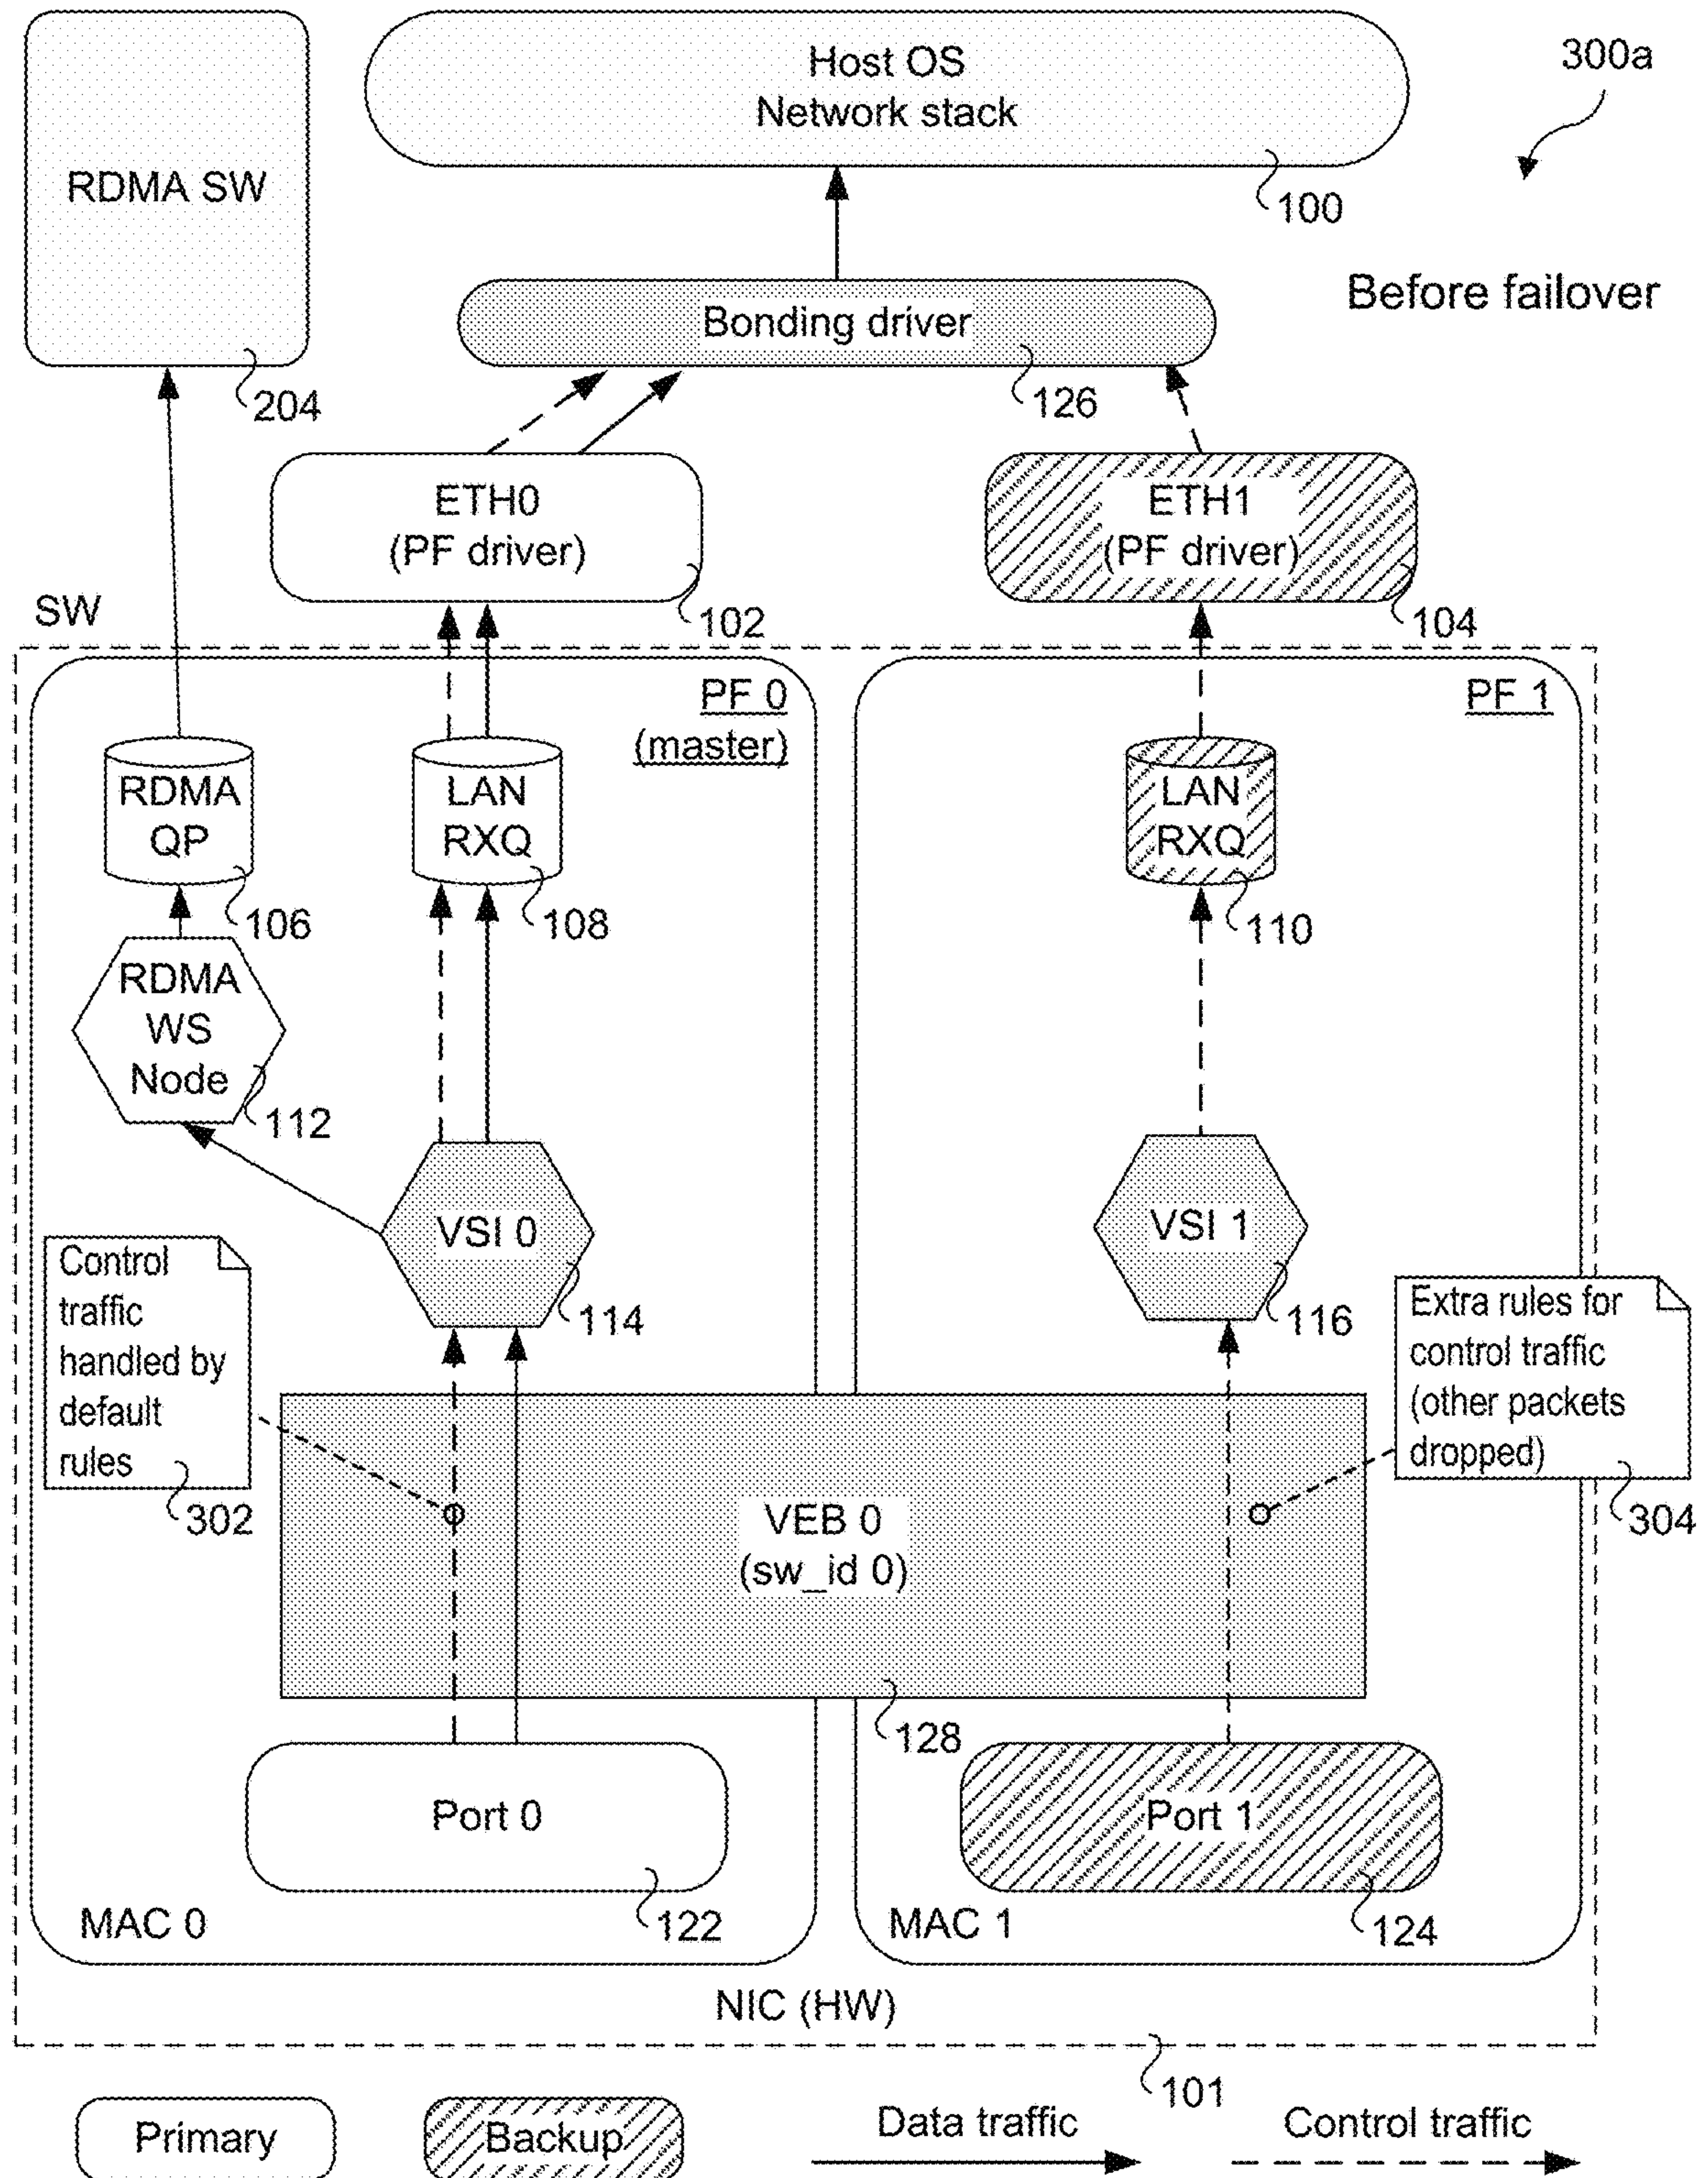 300a
Host OS
Network stack
100
RDMA SW
204
Before failover
Bonding driver
126
ETH0
(PF driver)
102
ETH1
(PF driver)
104
SW
PF 0
(master)
PF 1
RDMA
QP
106
LAN
RXQ
108
LAN
RXQ
110
RDMA
WS
Node
112
VSI 0
114
VSI 1
116
Control
traffic
handled by
default
rules
302
Extra rules for
control traffic
(other packets
dropped)
304
VEB 0
(sw_id 0)
128
Port 0
122
Port 1
124
MAC 0
MAC 1
NIC (HW)
101
Primary
Backup
Data traffic
Control traffic